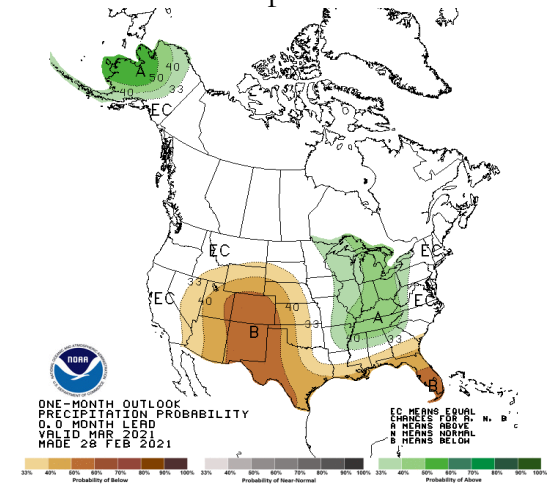 A
40
50
33
40
EC
EC
EC
33
EC
40
40
EC
B
33
A
40
33
B
NOAA
ONE-MONTH OUTLOOK
PRECIPITATION PROBABILITY
0.0 MONTH LEAD
VALID MAR 2021
MADE 28 FEB 2021
EC MEANS EQUAL
CHANCES FOR A, N, B
A MEANS ABOVE
N MEANS NORMAL
B MEANS BELOW
33% 40% 50% 60% 70% 80% 90% 100%
Probability of Below
33% 40% 50% 60% 70% 80% 90% 100%
Probability of Near-Normal
33% 40% 50% 60% 70% 80% 90% 100%
Probability of Above